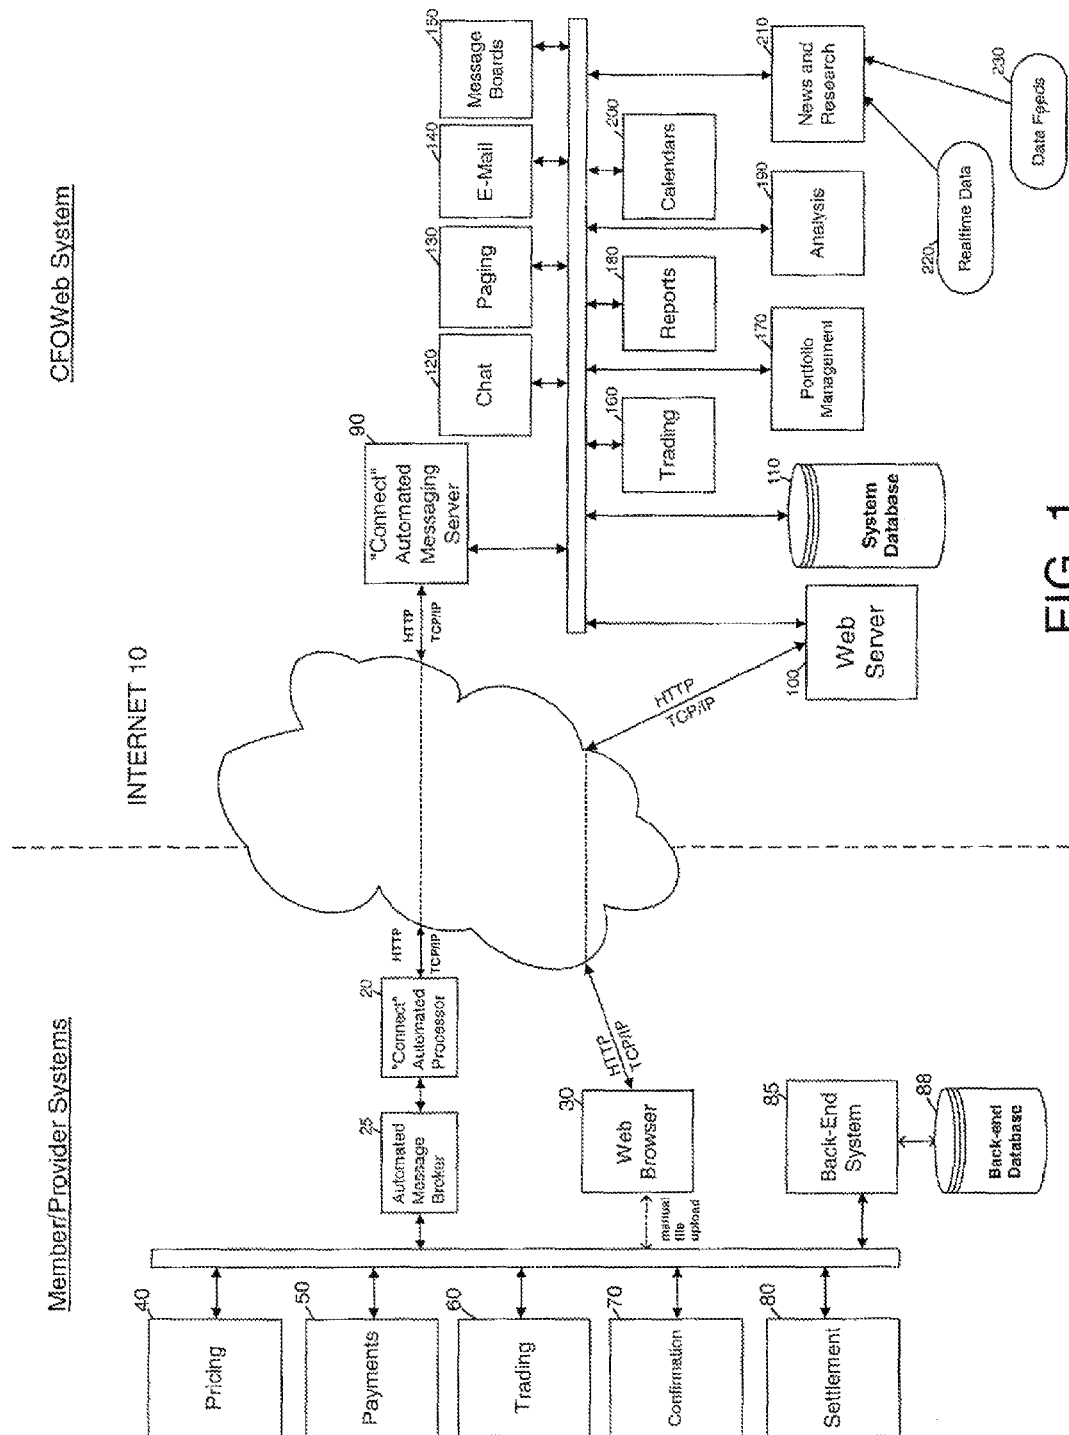 Member/Provider Systems
INTERNET 10
CFOWeb System
40
Pricing
50
Payments
60
Trading
70
Confirmation
80
Settlement
25
Automated
Message
Broker
20
"Connect"
Automated
Processor
HTTP
TCP/IP
30
Web
Browser
manual
file
upload
HTTP
TCP/IP
85
Back-End
System
88
Back-end
Database
HTTP
TCP/IP
90
"Connect"
Automated
Messaging
Server
HTTP
TCP/IP
100
Web
Server
110
System
Database
120
Chat
130
Paging
140
E-Mail
150
Message
Boards
160
Trading
180
Reports
200
Calendars
170
Portfolio
Management
190
Analysis
210
News and
Research
220
Realtime Data
230
Data Feeds
FIG. 1